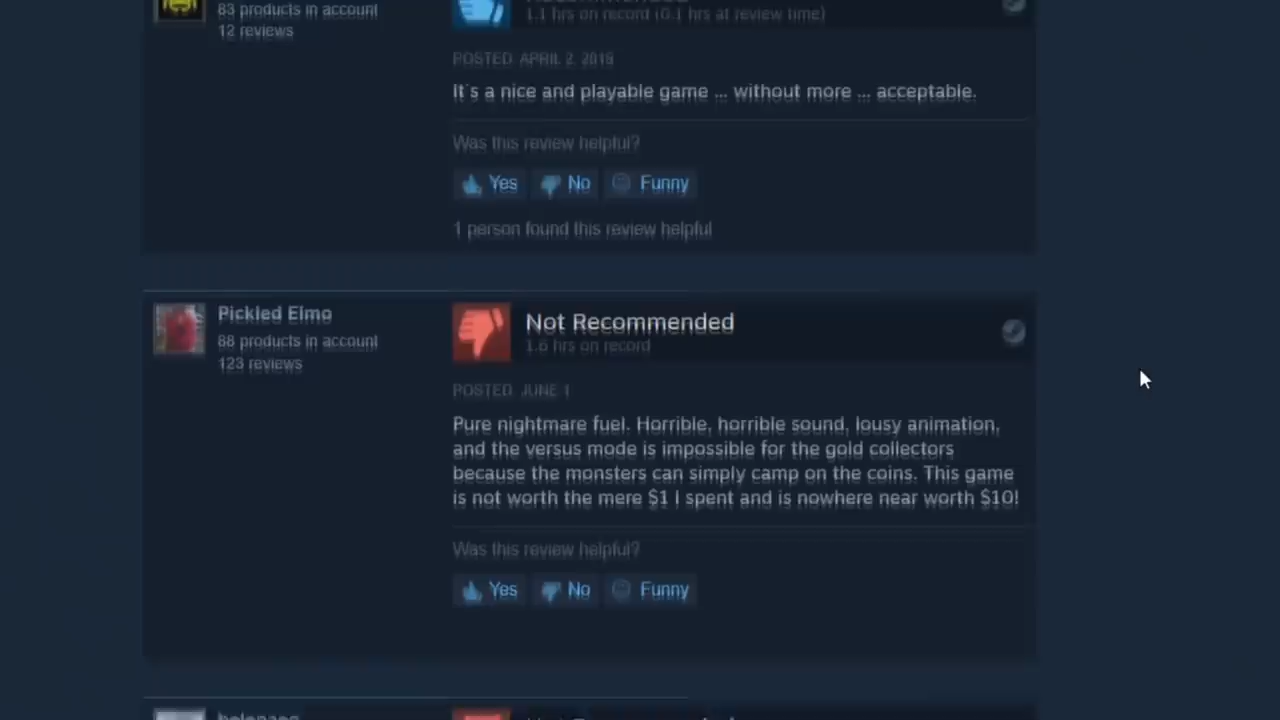 83 products in account
12 reviews
1.1 hrs on record (0.1 hrs at review time)
POSTED: APRIL 2, 2015
It's a nice and playable game ... without more ... acceptable.
Was this review helpful?
Yes No Funny
1 person found this review helpful
Pickled Elmo
88 products in account
123 reviews
Not Recommended
1.6 hrs on record
POSTED: JUNE 1
Pure nightmare fuel. Horrible, horrible sound, lousy animation,
and the versus mode is impossible for the gold collectors
because the monsters can simply camp on the coins. This game
is not worth the mere $1 I spent and is nowhere near worth $10!
Was this review helpful?
Yes No Funny